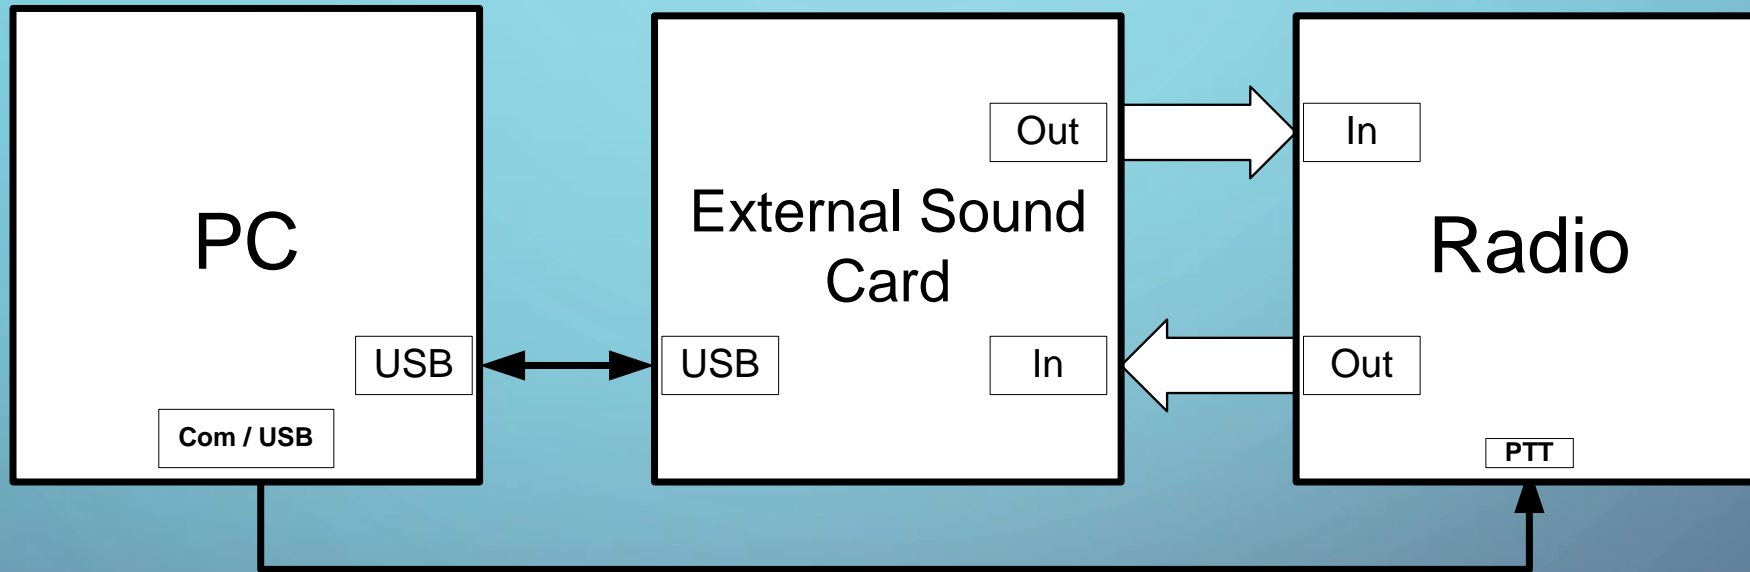 PC
USB
Com / USB
External Sound
Card
Out
USB
In
In
Radio
Out
PTT